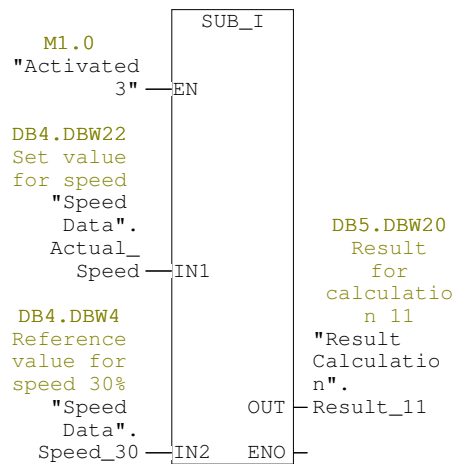 SUB_I
M1.0
"Activated
3"
EN
DB4.DBW22
Set value
for speed
"Speed
Data".
Actual_
Speed
IN1
DB4.DBW4
Reference
value for
speed 30%
"Speed
Data".
Speed_30
IN2
DB5.DBW20
Result
for
calculatio
n 11
"Result
Calculatio
n".
Result_11
OUT
ENO